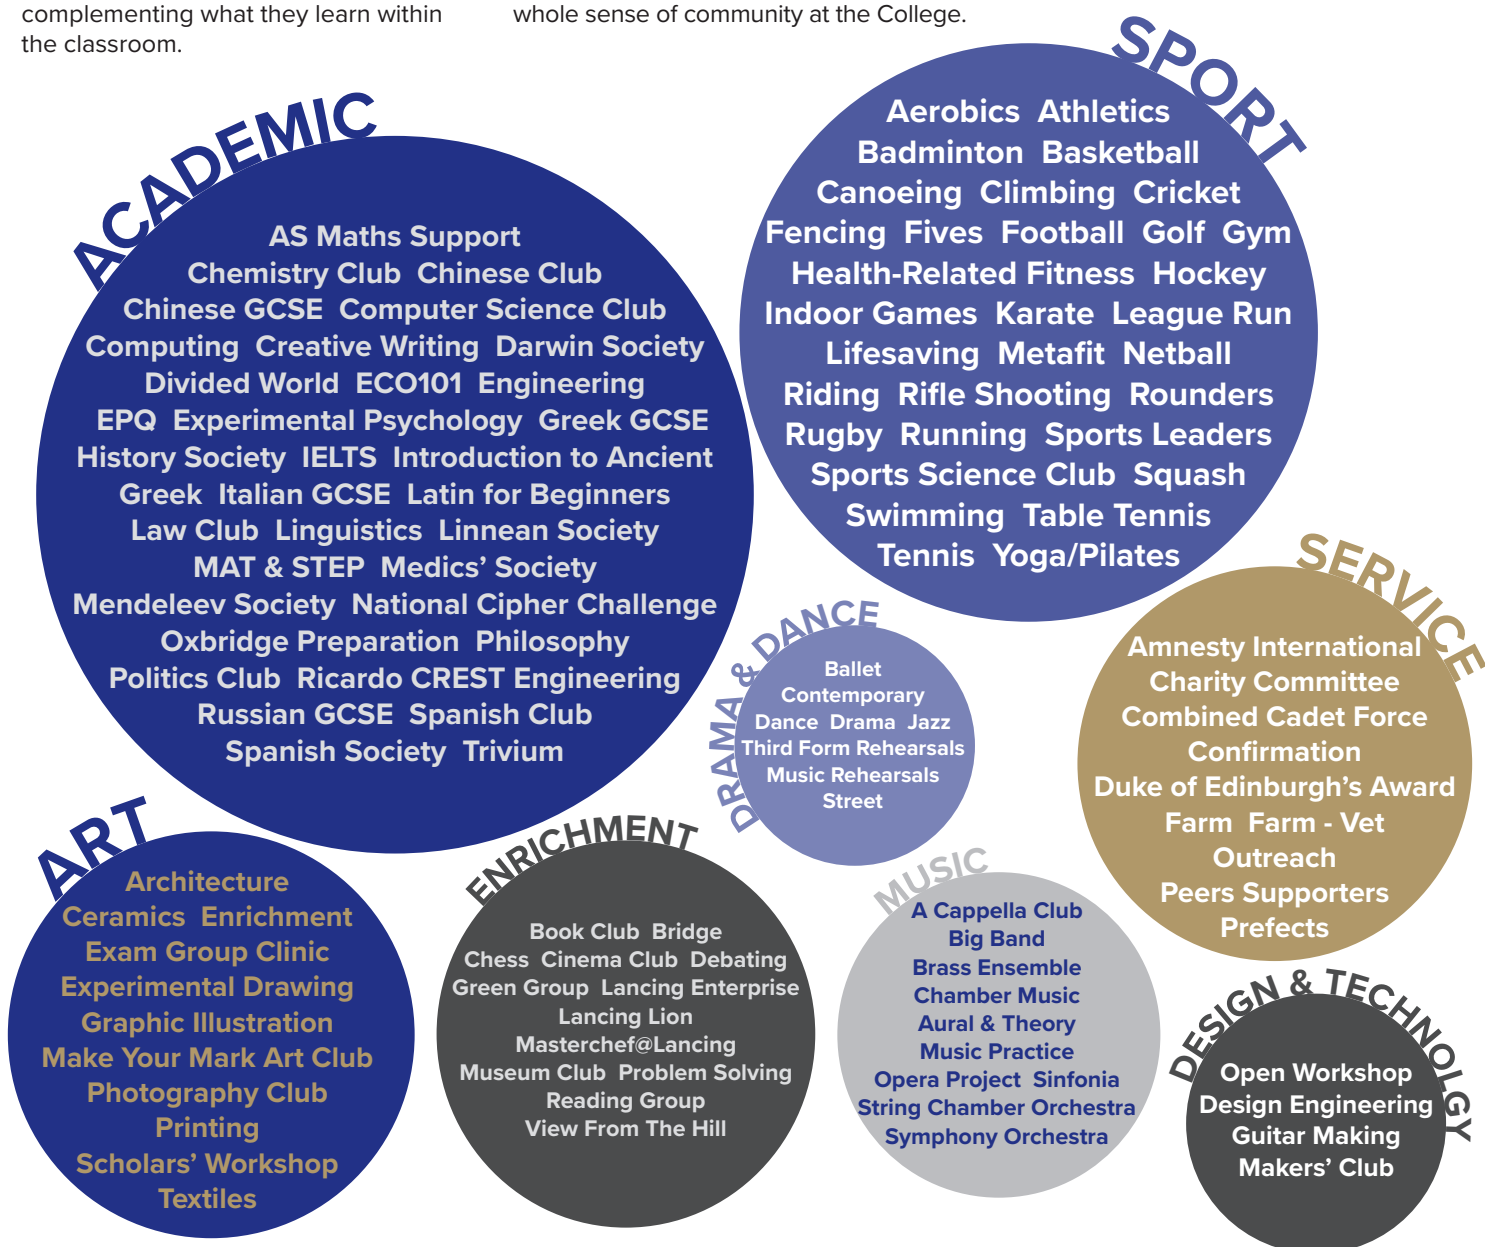 complementing what they learn within
the classroom.
whole sense of community at the College.
ACADEMIC
AS Maths Support
Chemistry Club Chinese Club
Chinese GCSE Computer Science Club
Computing Creative Writing Darwin Society
Divided World ECO101 Engineering
EPQ Experimental Psychology Greek GCSE
History Society IELTS Introduction to Ancient
Greek Italian GCSE Latin for Beginners
Law Club Linguistics Linnean Society
MAT & STEP Medics’ Society
Mendeleev Society National Cipher Challenge
Oxbridge Preparation Philosophy
Politics Club Ricardo CREST Engineering
Russian GCSE Spanish Club
Spanish Society Trivium
SPORT
Aerobics Athletics
Badminton Basketball
Canoeing Climbing Cricket
Fencing Fives Football Golf Gym
Health-Related Fitness Hockey
Indoor Games Karate League Run
Lifesaving Metafit Netball
Riding Rifle Shooting Rounders
Rugby Running Sports Leaders
Sports Science Club Squash
Swimming Table Tennis
Tennis Yoga/Pilates
DRAMA & DANCE
Ballet
Contemporary
Dance Drama Jazz
Third Form Rehearsals
Music Rehearsals
Street
SERVICE
Amnesty International
Charity Committee
Combined Cadet Force
Confirmation
Duke of Edinburgh’s Award
Farm Farm - Vet
Outreach
Peers Supporters
Prefects
ART
Architecture
Ceramics Enrichment
Exam Group Clinic
Experimental Drawing
Graphic Illustration
Make Your Mark Art Club
Photography Club
Printing
Scholars’ Workshop
Textiles
ENRICHMENT
Book Club Bridge
Chess Cinema Club Debating
Green Group Lancing Enterprise
Lancing Lion
Masterchef@Lancing
Museum Club Problem Solving
Reading Group
View From The Hill
MUSIC
A Cappella Club
Big Band
Brass Ensemble
Chamber Music
Aural & Theory
Music Practice
Opera Project Sinfonia
String Chamber Orchestra
Symphony Orchestra
DESIGN & TECHNOLGY
Open Workshop
Design Engineering
Guitar Making
Makers’ Club